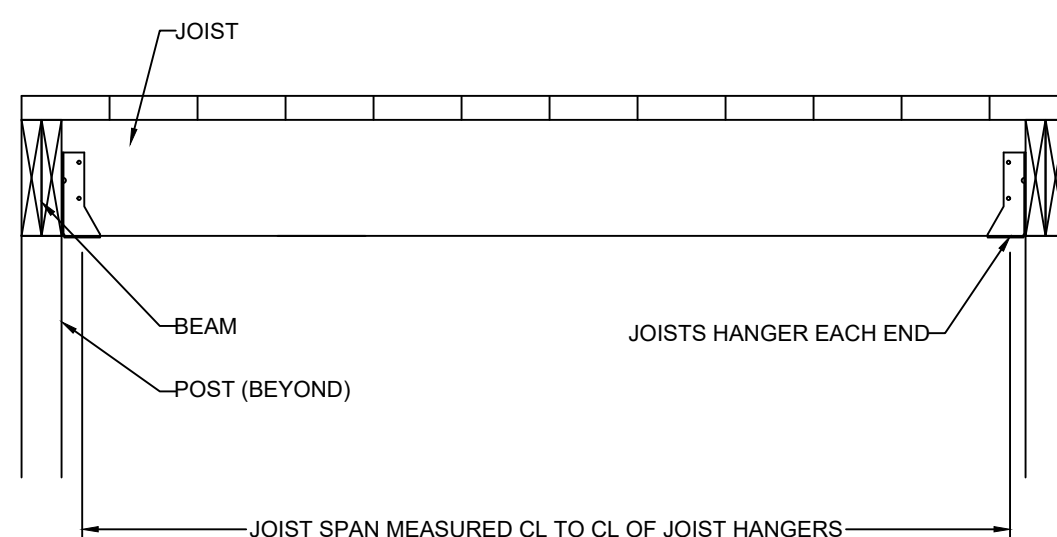 JOIST
BEAM
JOISTS HANGER EACH END
POST (BEYOND)
JOIST SPAN MEASURED CL TO CL OF JOIST HANGERS